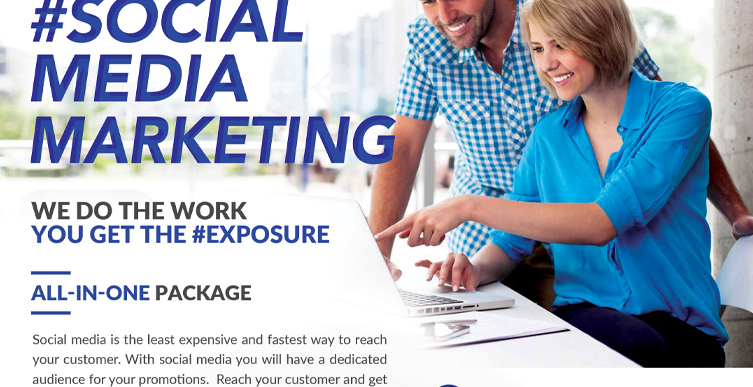 #SOCIAL
MEDIA
MARKETING
WE DO THE WORK
YOU GET THE #EXPOSURE
ALL-IN-ONE PACKAGE
Social media is the least expensive and fastest way to reach
your customer. With social media you will have a dedicated
audience for your promotions. Reach your customer and get